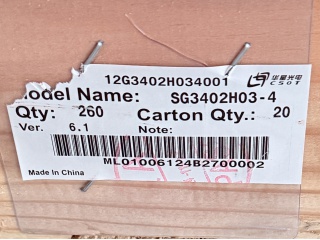 12G3402H034001 华星光电
CSOT
odel Name: SG3402H03-4
Qty: 260 Carton Qty.: 20
Ver. 6.1 Note:
ML01006124B2700002
Made In China